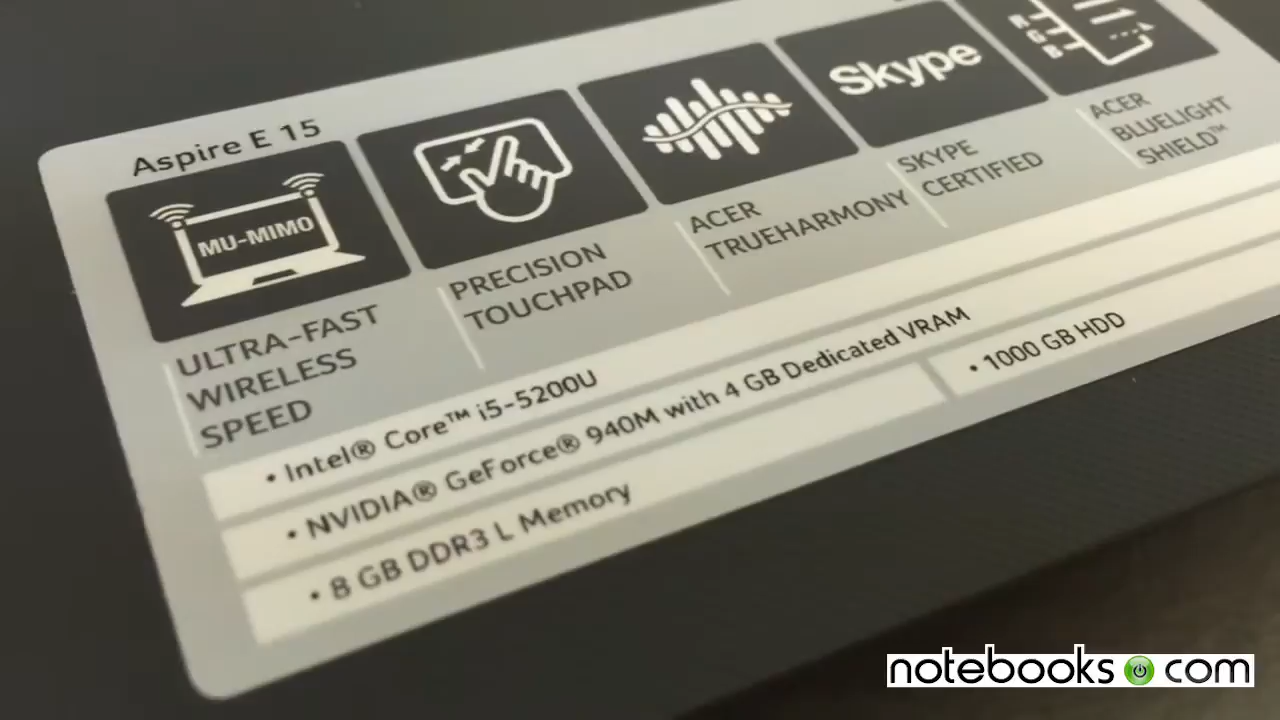 Aspire E 15
MU-MIMO
ULTRA-FAST
WIRELESS
SPEED
PRECISION
TOUCHPAD
ACER
TRUEHARMONY
Skype
SKYPE
CERTIFIED
R
G
B
ACER
BLUELIGHT
SHIELD™
• Intel® Core™ i5-5200U
• NVIDIA® GeForce® 940M with 4 GB Dedicated VRAM
• 8 GB DDR3 L Memory
• 1000 GB HDD
notebooks.com